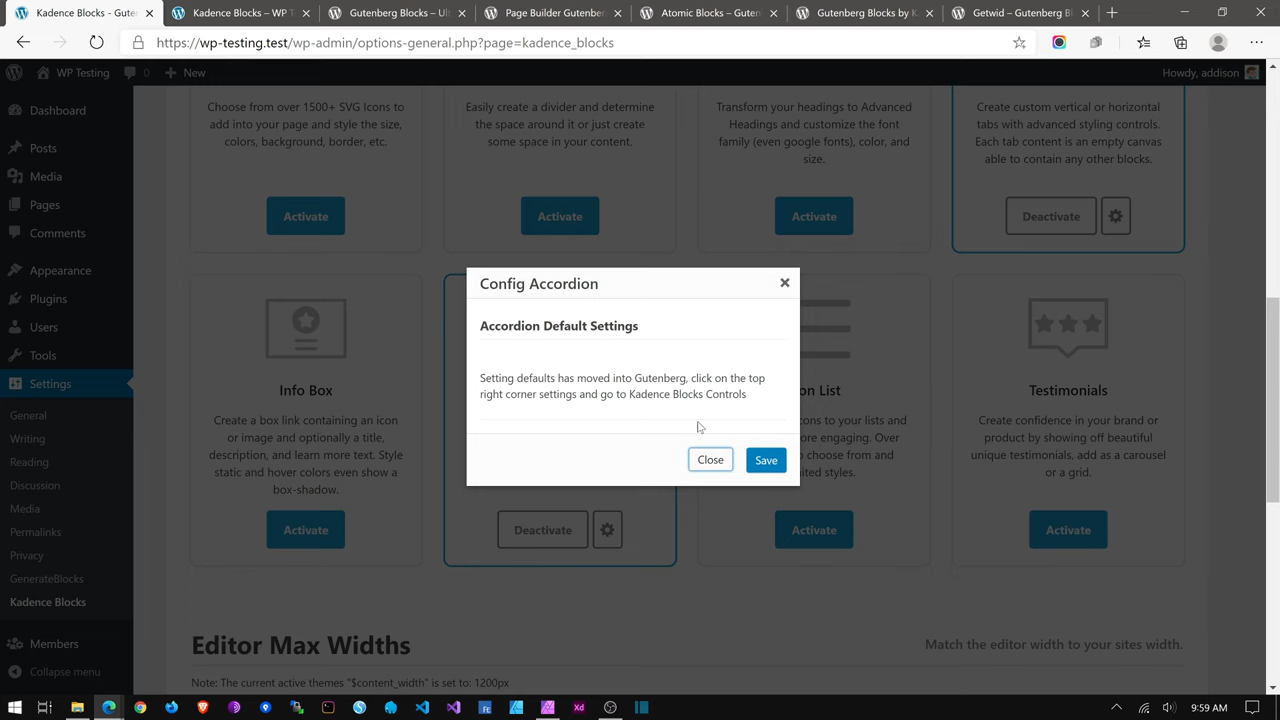 Kadence Blocks - Guten
Kadence Blocks – WP T
Gutenberg Blocks – Ult
Page Builder Gutenber
Atomic Blocks – Guten
Gutenberg Blocks by K
Getwid – Gutenberg Bl
https://wp-testing.test/wp-admin/options-general.php?page=kadence_blocks
WP Testing
0
New
Howdy, addison
Dashboard
Posts
Media
Pages
Comments
Appearance
Plugins
Users
Tools
Settings
General
Writing
Reading
Discussion
Media
Permalinks
Privacy
GenerateBlocks
Kadence Blocks
Members
Collapse menu
Choose from over 1500+ SVG Icons to
add into your page and style the size,
colors, background, border, etc.
Activate
Easily create a divider and determine
the space around it or just create
some space in your content.
Activate
Transform your headings to Advanced
Headings and customize the font
family (even google fonts), color, and
size.
Activate
Create custom vertical or horizontal
tabs with advanced styling controls.
Each tab content is an empty canvas
able to contain any other blocks.
Deactivate
Config Accordion
Accordion Default Settings
Setting defaults has moved into Gutenberg, click on the top
right corner settings and go to Kadence Blocks Controls
Close
Save
Info Box
Create a box link containing an icon
or image and optionally a title,
description, and learn more text. Style
static and hover colors even show a
box-shadow.
Activate
Deactivate
on List
ons to your lists and
ore engaging. Over
to choose from and
ited styles.
Activate
Testimonials
Create confidence in your brand or
product by showing off beautiful
unique testimonials, add as a carousel
or a grid.
Activate
Editor Max Widths
Match the editor width to your sites width.
Note: The current active themes "$content_width" is set to: 1200px
9:59 AM